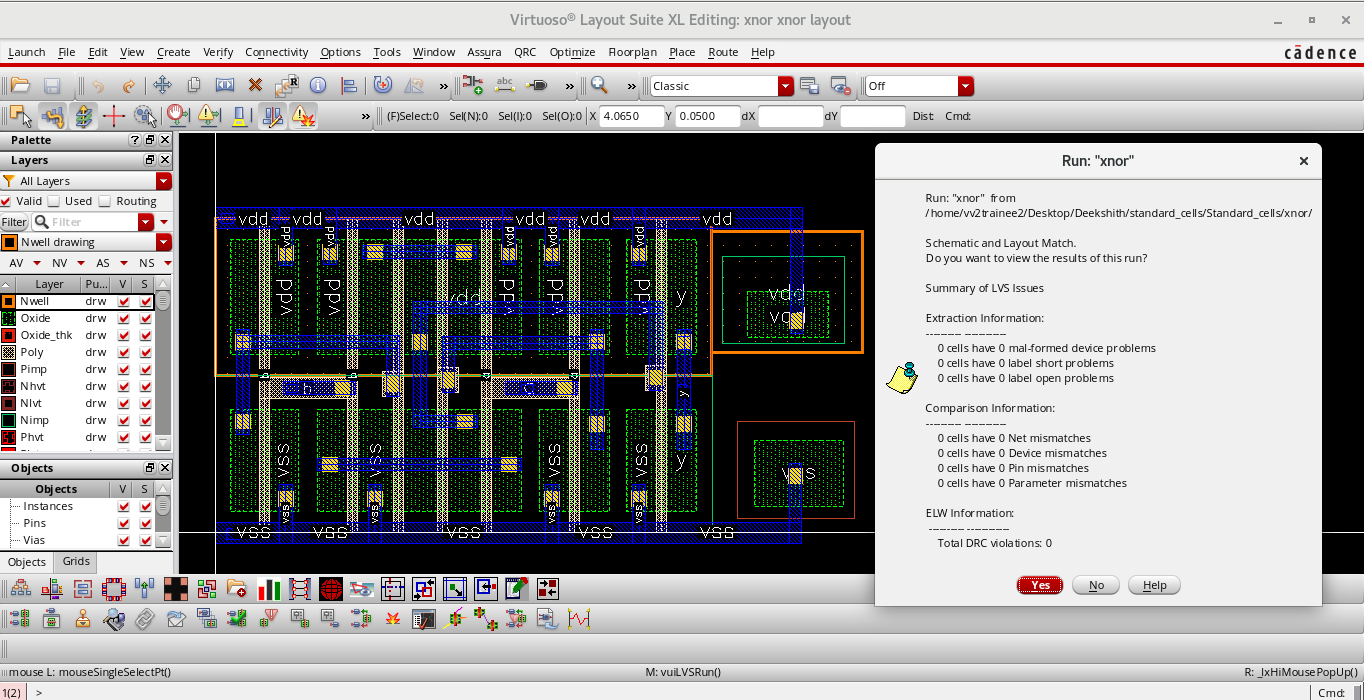 Virtuoso® Layout Suite XL Editing: xnor xnor layout
Launch File Edit View Create Verify Connectivity Options Tools Window Assura QRC Optimize Floorplan Place Route Help
cādence
abc
»
»
»
Classic
Off
»
(F)Select:0 Sel(N):0 Sel(I):0 Sel(O):0 X 4.0650 Y 0.0500 dX dY Dist: Cmd:
Palette
Layers
All Layers
Valid Used Routing
Filter Filter
Nwell drawing
AV NV AS NS
Layer Pu... V S
Nwell drw
Oxide drw
Oxide_thk drw
Poly drw
Pimp drw
Nhvt drw
Nlvt drw
Nimp drw
Phvt drw
Objects
Objects V S
Instances
Pins
Vias
Objects Grids
vdd vdd vdd vdd vdd vdd
vdd vdd vdd vdd vdd
vdd vdd vdd vdd vdd y
vdd
y
y
vss vss vss vss
vss vss vss vss
vss vss vss vss vss
Run: "xnor"
Run: "xnor" from
/home/vv2trainee2/Desktop/Deekshith/standard_cells/Standard_cells/xnor/
Schematic and Layout Match.
Do you want to view the results of this run?
Summary of LVS Issues
Extraction Information:
0 cells have 0 mal-formed device problems
0 cells have 0 label short problems
0 cells have 0 label open problems
Comparison Information:
0 cells have 0 Net mismatches
0 cells have 0 Device mismatches
0 cells have 0 Pin mismatches
0 cells have 0 Parameter mismatches
ELW Information:
Total DRC violations: 0
Yes No Help
mouse L: mouseSingleSelectPt() M: vuiLVSRun() R: _lxHiMousePopUp()
1(2) > Cmd: